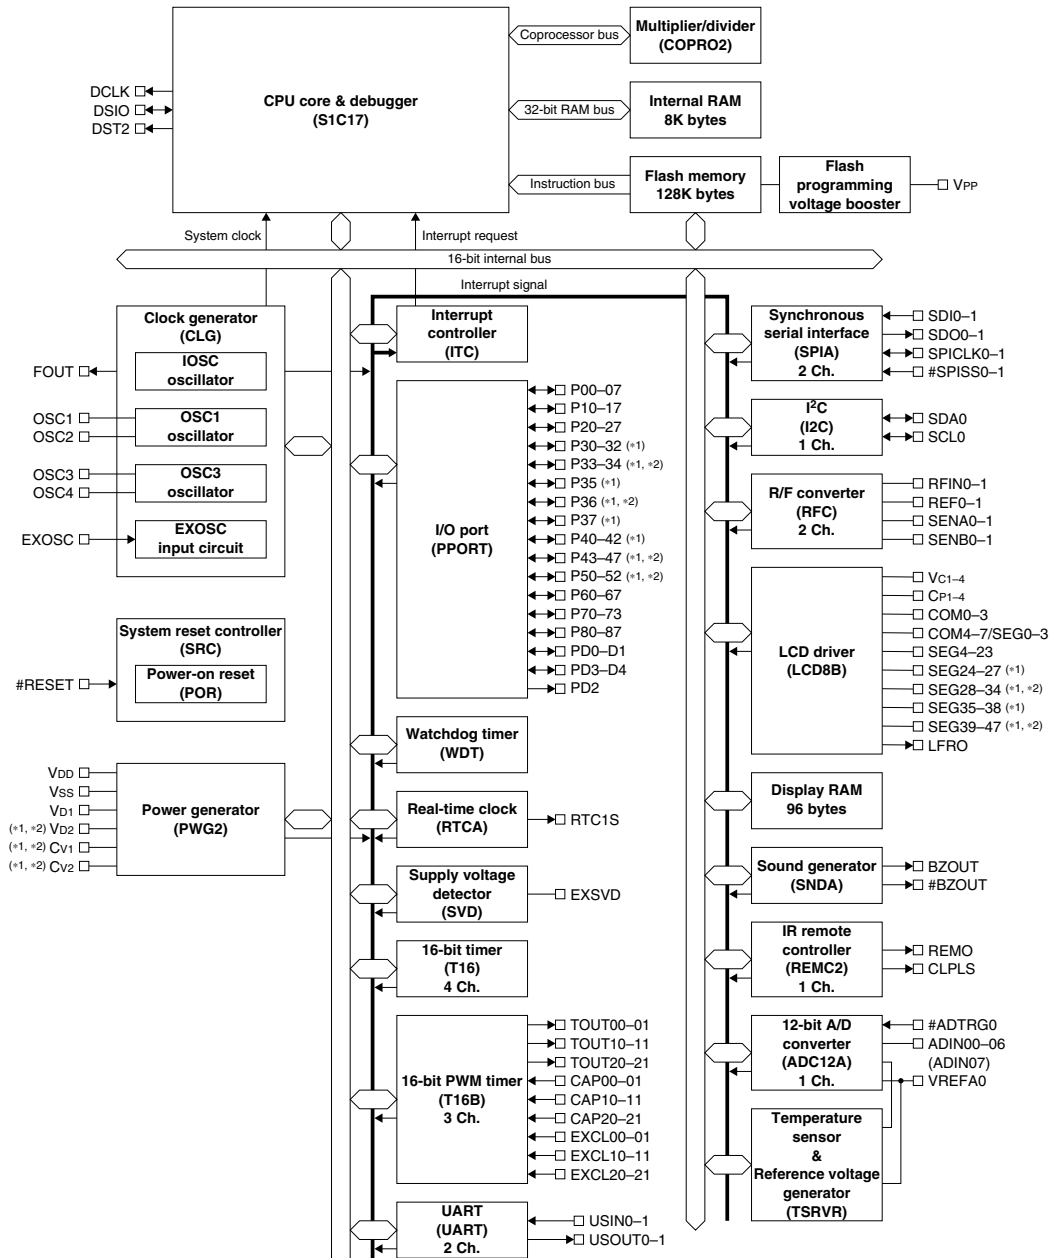 Coprocessor bus
Multiplier/divider
(COPRO2)
CPU core & debugger
(S1C17)
DCLK
DSIO
DST2
32-bit RAM bus
Internal RAM
8K bytes
Instruction bus
Flash memory
128K bytes
Flash
programming
voltage booster
VPP
System clock
Interrupt request
16-bit internal bus
Interrupt signal
Clock generator
(CLG)
IOSC
oscillator
FOUT
OSC1
OSC2
OSC1
oscillator
OSC3
OSC4
OSC3
oscillator
EXOSC
EXOSC
input circuit
System reset controller
(SRC)
#RESET
Power-on reset
(POR)
VDD
VSS
VD1
(*1, *2) VD2
(*1, *2) CV1
(*1, *2) CV2
Power generator
(PWG2)
Interrupt
controller
(ITC)
I/O port
(PPORT)
P00–07
P10–17
P20–27
P30–32 (*1)
P33–34 (*1, *2)
P35 (*1)
P36 (*1, *2)
P37 (*1)
P40–42 (*1)
P43–47 (*1, *2)
P50–52 (*1, *2)
P60–67
P70–73
P80–87
PD0–D1
PD3–D4
PD2
Watchdog timer
(WDT)
Real-time clock
(RTCA)
RTC1S
Supply voltage
detector
(SVD)
EXSVD
16-bit timer
(T16)
4 Ch.
16-bit PWM timer
(T16B)
3 Ch.
TOUT00–01
TOUT10–11
TOUT20–21
CAP00–01
CAP10–11
CAP20–21
EXCL00–01
EXCL10–11
EXCL20–21
UART
(UART)
2 Ch.
USIN0–1
USOUT0–1
Synchronous
serial interface
(SPIA)
2 Ch.
SDI0–1
SDO0–1
SPICLK0–1
#SPISS0–1
I²C
(I2C)
1 Ch.
SDA0
SCL0
R/F converter
(RFC)
2 Ch.
RFIN0–1
REF0–1
SENA0–1
SENB0–1
LCD driver
(LCD8B)
VC1–4
CP1–4
COM0–3
COM4–7/SEG0–3
SEG4–23
SEG24–27 (*1)
SEG28–34 (*1, *2)
SEG35–38 (*1)
SEG39–47 (*1, *2)
LFRO
Display RAM
96 bytes
Sound generator
(SNDA)
BZOUT
#BZOUT
IR remote
controller
(REMC2)
1 Ch.
REMO
CLPLS
12-bit A/D
converter
(ADC12A)
1 Ch.
#ADTRG0
ADIN00–06
(ADIN07)
VREFA0
Temperature
sensor
&
Reference voltage
generator
(TSRVR)